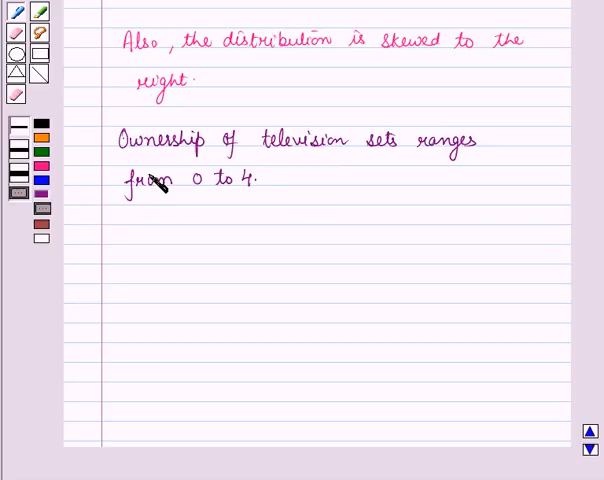 Also, the distribution is skewed to the
right.
Ownership of television sets ranges
from 0 to 4.